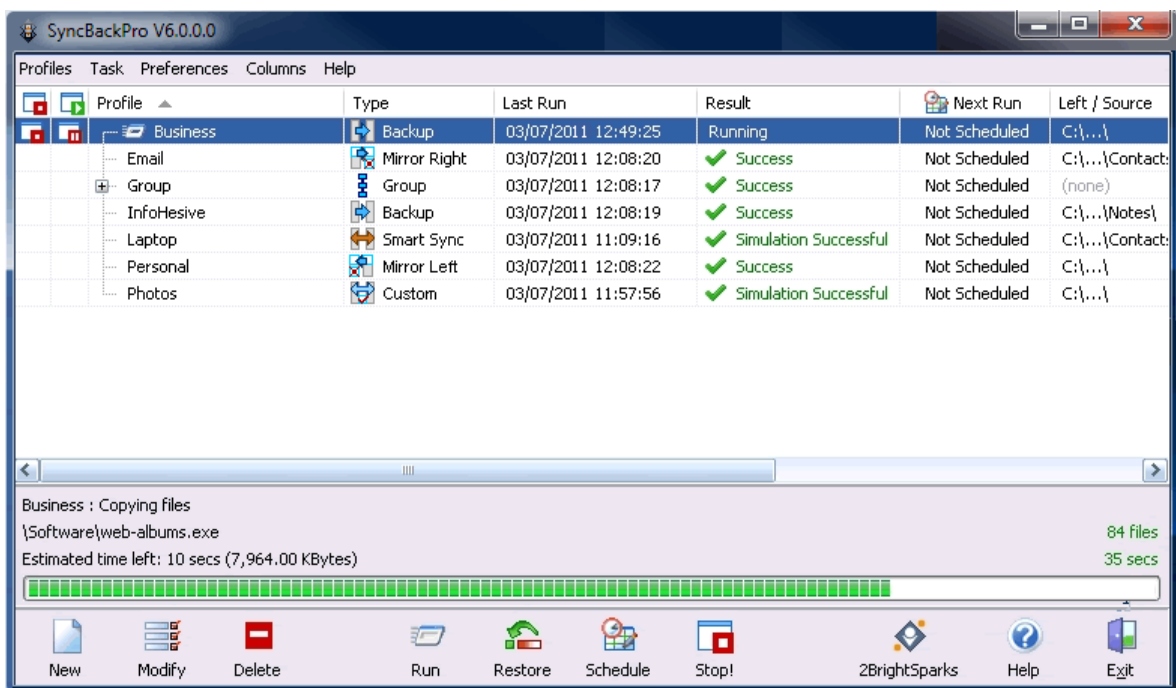 SyncBackPro V6.0.0.0
Profiles Task Preferences Columns Help
Profile Type Last Run Result Next Run Left / Source
Business Backup 03/07/2011 12:49:25 Running Not Scheduled C:\...\
Email Mirror Right 03/07/2011 12:08:20 Success Not Scheduled C:\...\Contact
Group Group 03/07/2011 12:08:17 Success Not Scheduled (none)
InfoHesive Backup 03/07/2011 12:08:19 Success Not Scheduled C:\...\Notes\
Laptop Smart Sync 03/07/2011 11:09:16 Simulation Successful Not Scheduled C:\...\Contact
Personal Mirror Left 03/07/2011 12:08:22 Success Not Scheduled C:\...\
Photos Custom 03/07/2011 11:57:56 Simulation Successful Not Scheduled C:\...\
Business : Copying files
\Software\web-albums.exe 84 files
Estimated time left: 10 secs (7,964.00 KBytes) 35 secs
New Modify Delete Run Restore Schedule Stop! 2BrightSparks Help Exit